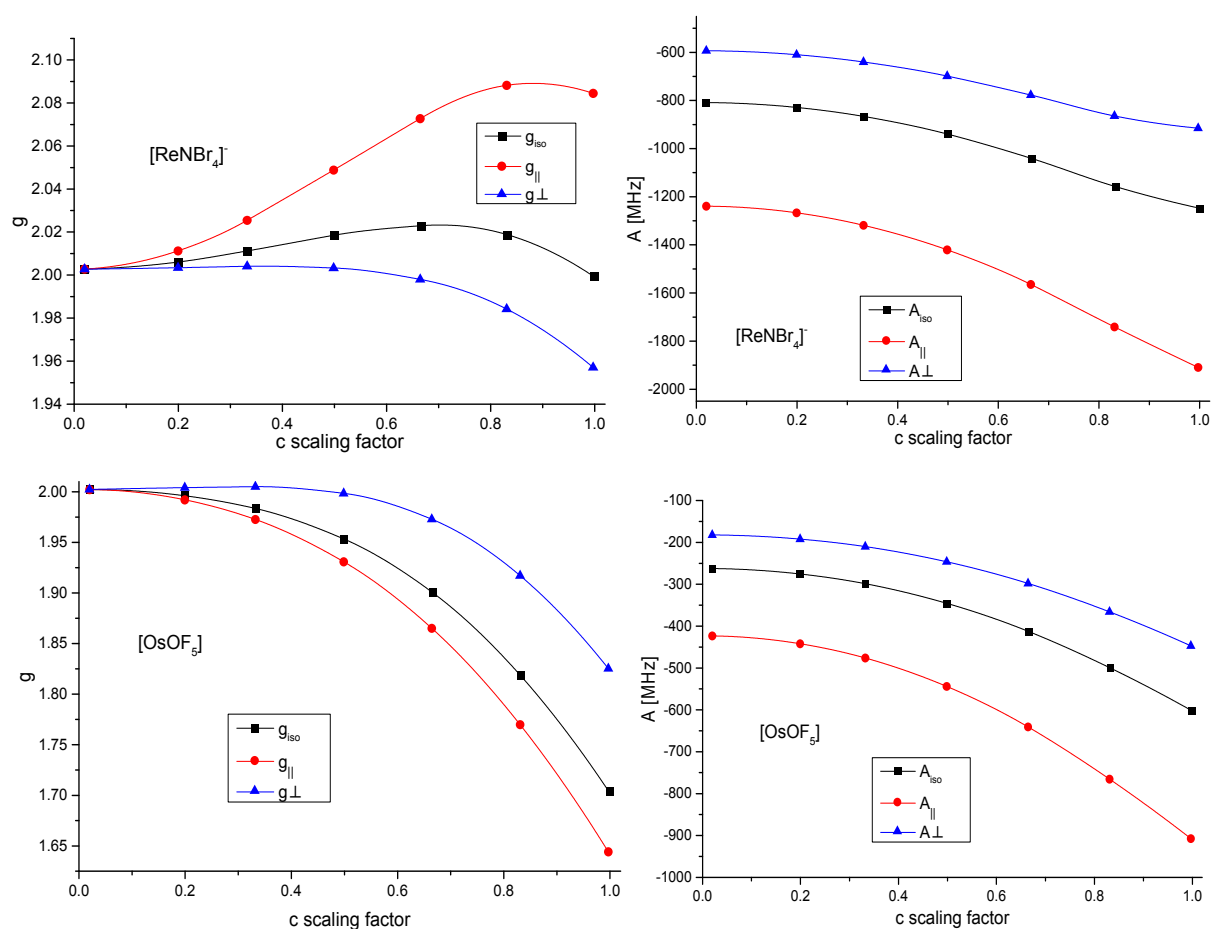 2.10
2.08
2.06
2.04
2.02
2.00
1.98
1.96
1.94
g
[ReNBr4]-
giso
g||
g⊥
0.0 0.2 0.4 0.6 0.8 1.0
c scaling factor
-600
-800
-1000
-1200
-1400
-1600
-1800
-2000
A [MHz]
[ReNBr4]-
Aiso
A||
A⊥
0.0 0.2 0.4 0.6 0.8 1.0
c scaling factor
2.00
1.95
1.90
1.85
1.80
1.75
1.70
1.65
g
[OsOF5]
giso
g||
g⊥
0.0 0.2 0.4 0.6 0.8 1.0
c scaling factor
-100
-200
-300
-400
-500
-600
-700
-800
-900
-1000
A [MHz]
[OsOF5]
Aiso
A||
A⊥
0.0 0.2 0.4 0.6 0.8 1.0
c scaling factor